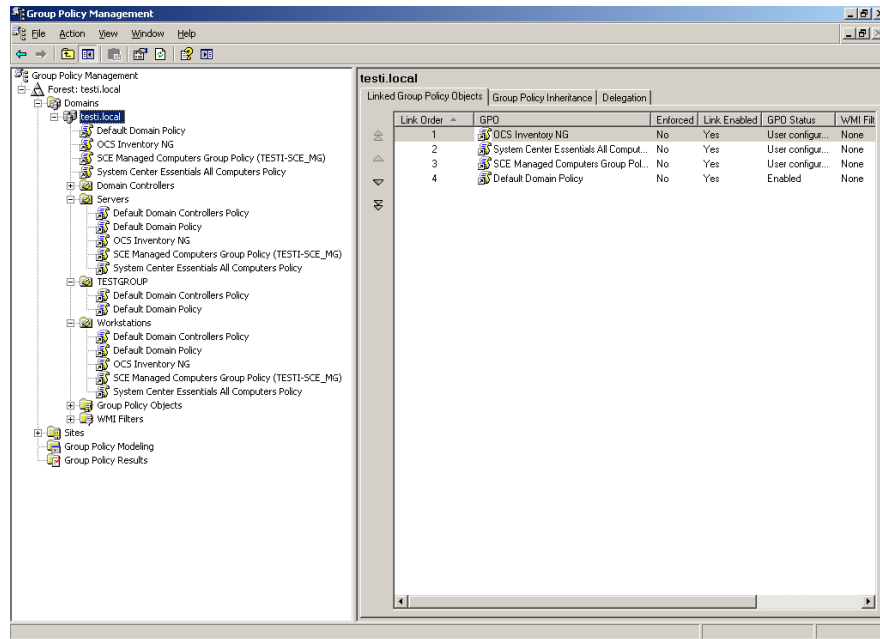 Group Policy Management
File Action View Window Help
Group Policy Management
Forest: testi.local
Domains
testi.local
Default Domain Policy
OCS Inventory NG
SCE Managed Computers Group Policy (TESTI-SCE_MG)
System Center Essentials All Computers Policy
Domain Controllers
Servers
Default Domain Controllers Policy
Default Domain Policy
OCS Inventory NG
SCE Managed Computers Group Policy (TESTI-SCE_MG)
System Center Essentials All Computers Policy
TESTGROUP
Default Domain Controllers Policy
Default Domain Policy
Workstations
Default Domain Controllers Policy
Default Domain Policy
OCS Inventory NG
SCE Managed Computers Group Policy (TESTI-SCE_MG)
System Center Essentials All Computers Policy
Group Policy Objects
WMI Filters
Sites
Group Policy Modeling
Group Policy Results
testi.local
Linked Group Policy Objects Group Policy Inheritance Delegation
Link Order GPO Enforced Link Enabled GPO Status WMI Filt
1 OCS Inventory NG No Yes User configur... None
2 System Center Essentials All Comput... No Yes User configur... None
3 SCE Managed Computers Group Pol... No Yes User configur... None
4 Default Domain Policy No Yes Enabled None